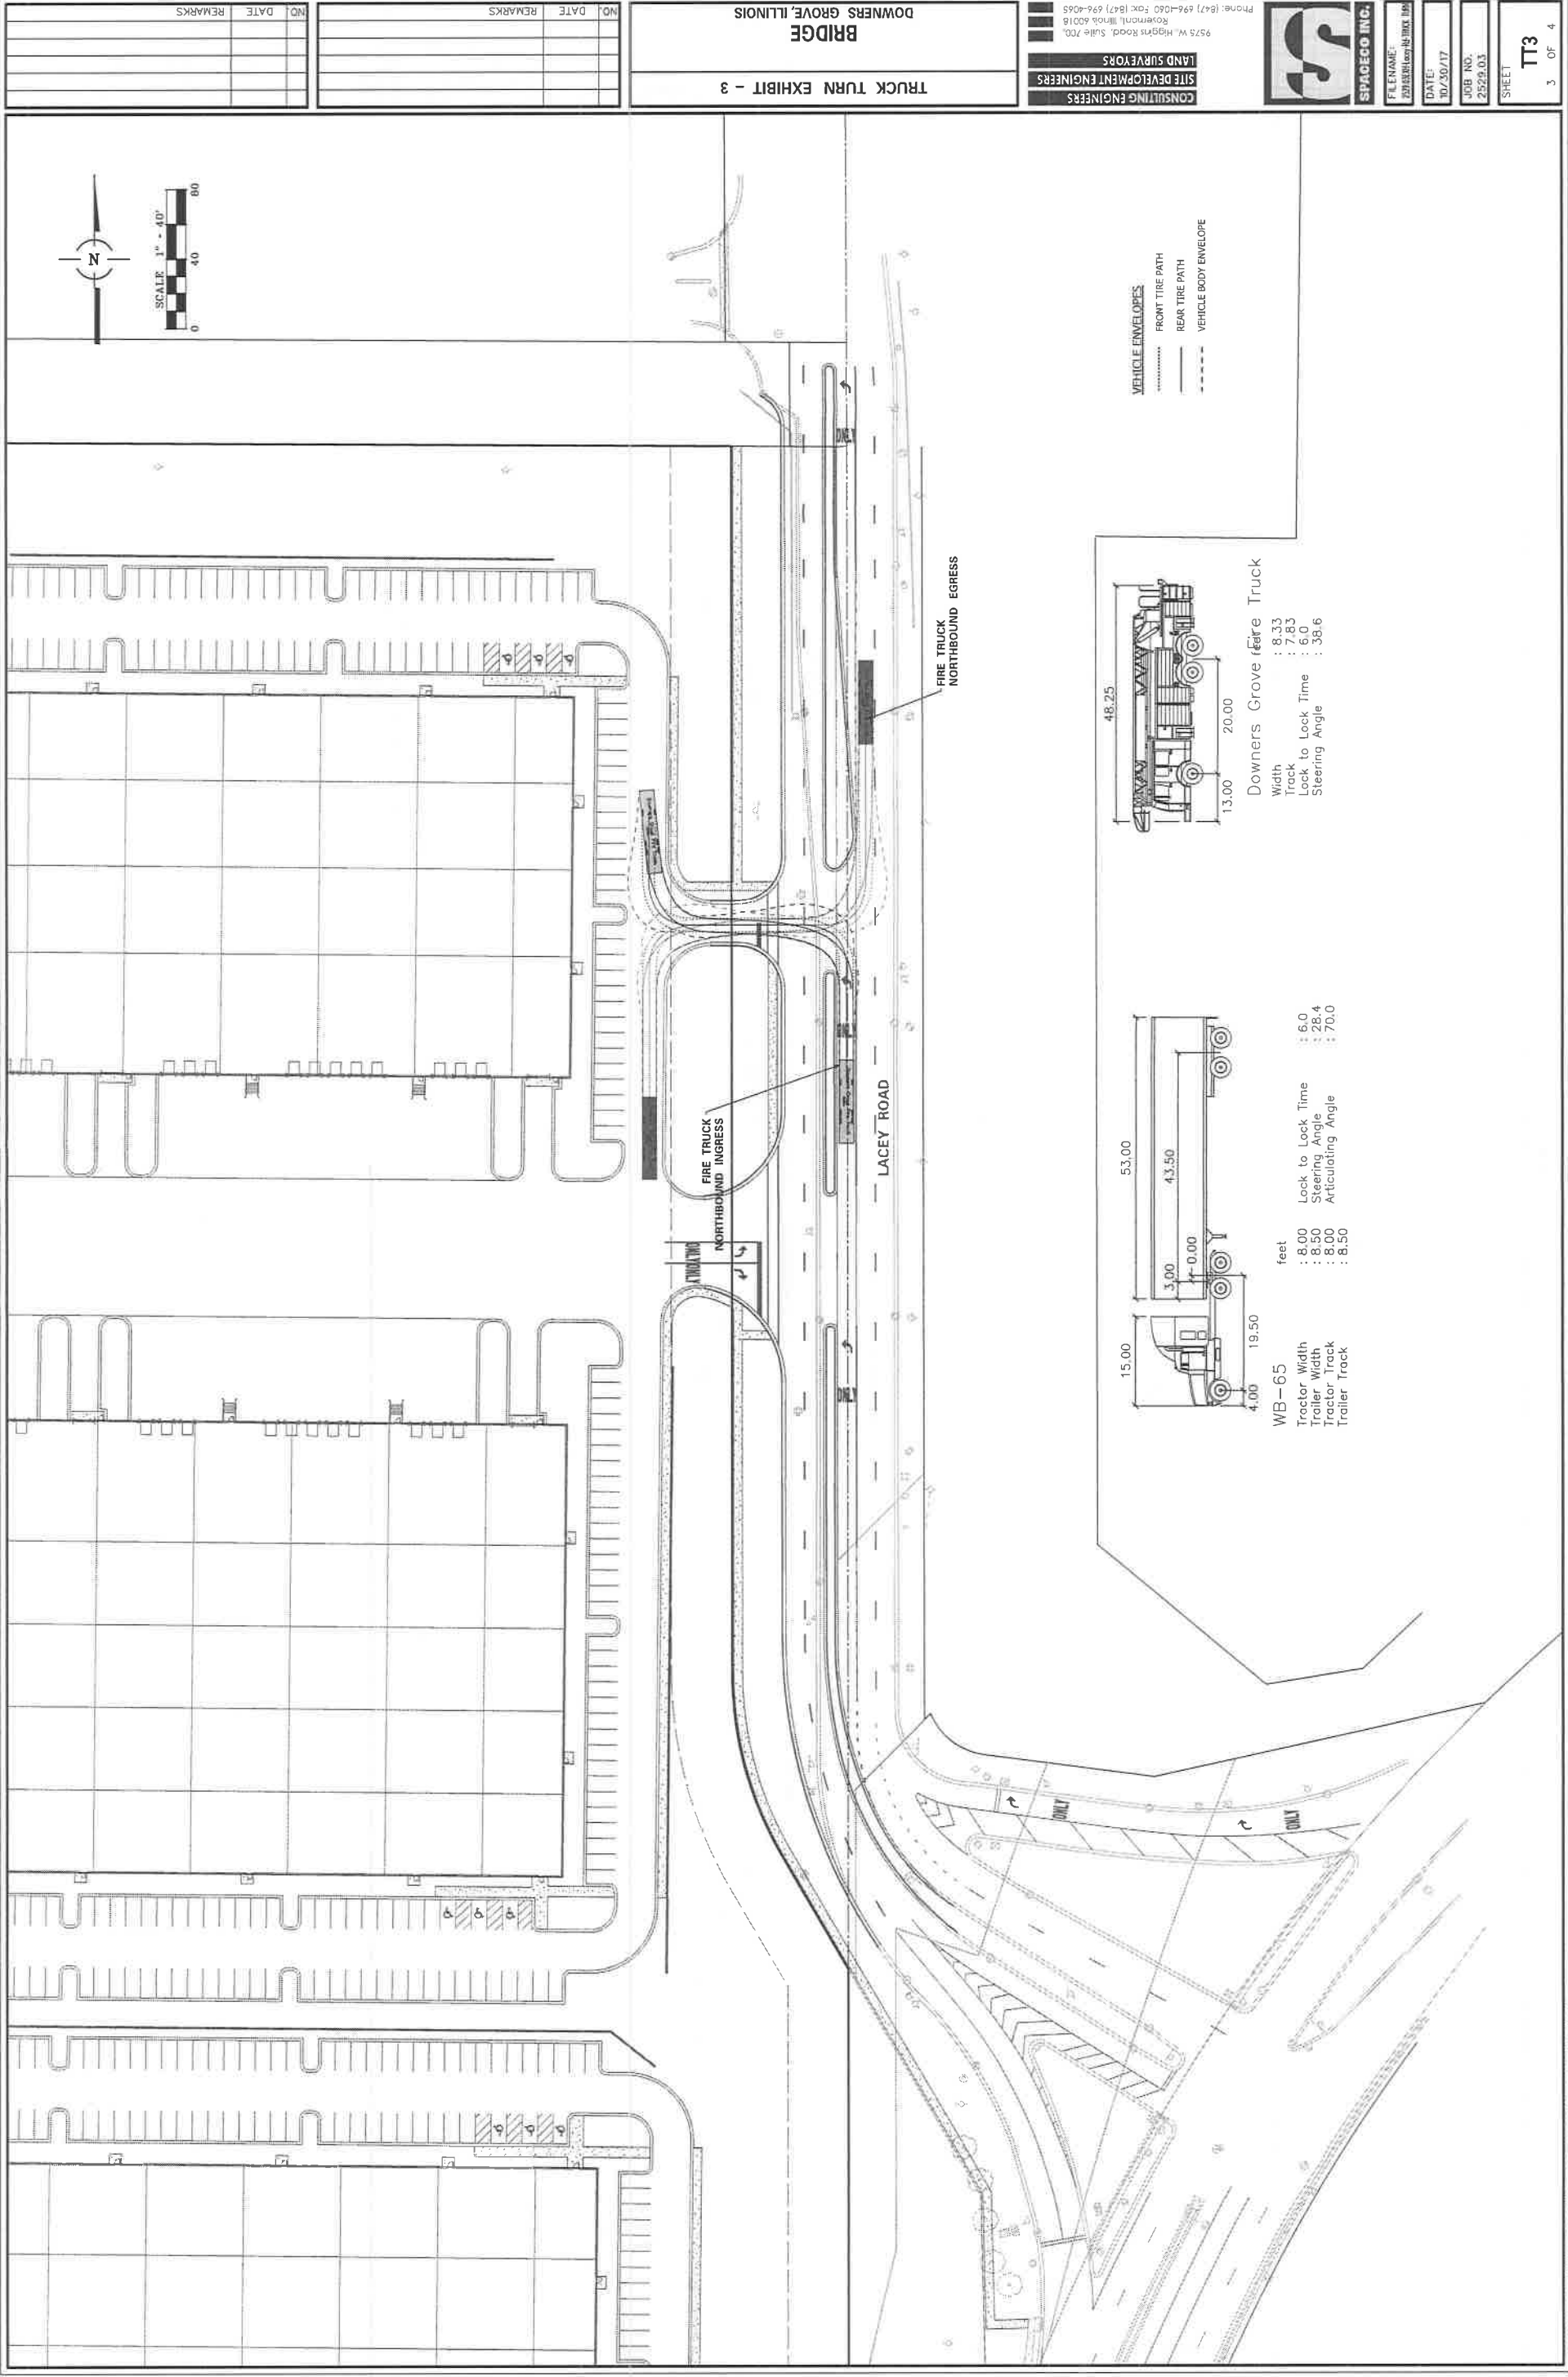 NO.
DATE
REMARKS
NO.
DATE
REMARKS
TRUCK TURN EXHIBIT - 3
BRIDGE
DOWNERS GROVE, ILLINOIS
CONSULTING ENGINEERS
SITE DEVELOPMENT ENGINEERS
LAND SURVEYORS
9575 W. Higgins Road, Suite 700,
Rosemont, Illinois 60018
Phone: (847) 696-4060 Fax: (847) 696-4065
SPACECO INC.
FILENAME:
DATE:
10/30/17
JOB NO.
2529.03
SHEET
TT3
3 OF 4
N
SCALE 1" = 40'
0
40
80
VEHICLE ENVELOPES
FRONT TIRE PATH
REAR TIRE PATH
VEHICLE BODY ENVELOPE
ONLY
FIRE TRUCK
NORTHBOUND EGRESS
FIRE TRUCK
NORTHBOUND INGRESS
ONLY
LACEY ROAD
ONLYONLY
ONLY
ONLY
ONLY
48.25
13.00
20.00
Downers Grove Fire Truck
feet
Width : 8.33
Track : 7.83
Lock to Lock Time : 6.0
Steering Angle : 38.6
53.00
15.00
43.50
3.00
0.00
4.00
19.50
WB-65
feet
Tractor Width : 8.00
Trailer Width : 8.50
Tractor Track : 8.00
Trailer Track : 8.50
Lock to Lock Time : 6.0
Steering Angle : 28.4
Articulating Angle : 70.0